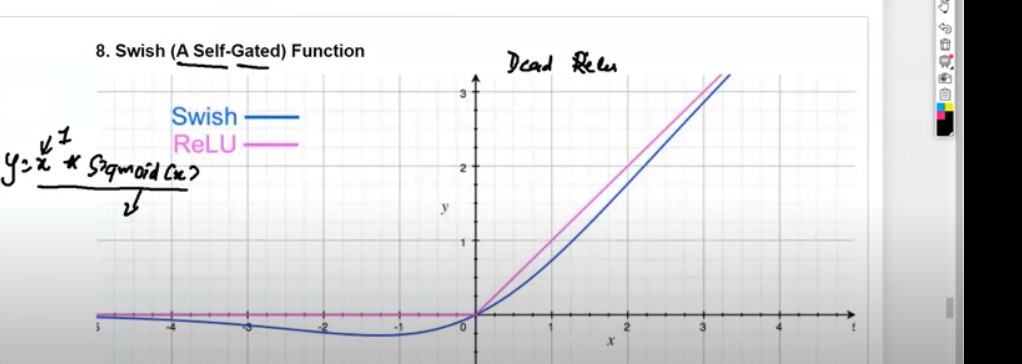 8. Swish (A Self-Gated) Function
Dead Relu
Swish
ReLU
1
y=x * Sigmoid(x)
3
2
y
1
-4 -3 -2 -1 0 1 2 3 4
x